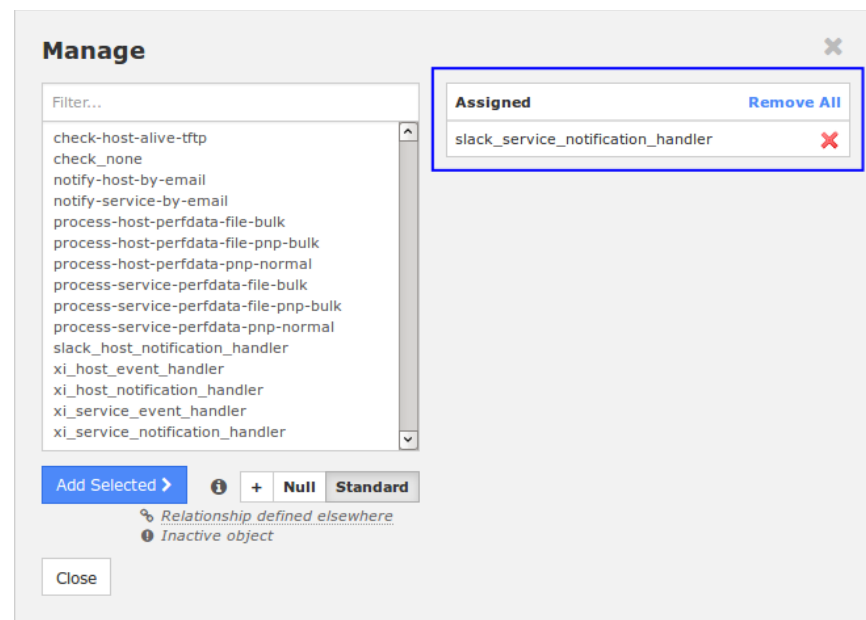 Manage
Filter...
check-host-alive-tftp
check_none
notify-host-by-email
notify-service-by-email
process-host-perfdata-file-bulk
process-host-perfdata-file-pnp-bulk
process-host-perfdata-pnp-normal
process-service-perfdata-file-bulk
process-service-perfdata-file-pnp-bulk
process-service-perfdata-pnp-normal
slack_host_notification_handler
xi_host_event_handler
xi_host_notification_handler
xi_service_event_handler
xi_service_notification_handler
Assigned Remove All
slack_service_notification_handler
Add Selected + Null Standard
Relationship defined elsewhere
Inactive object
Close